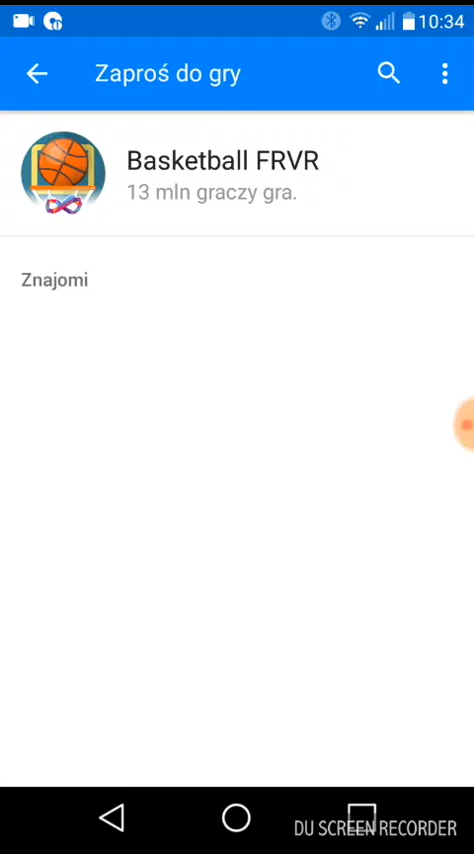 10:34
Zaproś do gry
Basketball FRVR
13 mln graczy gra.
Znajomi
DU SCREEN RECORDER